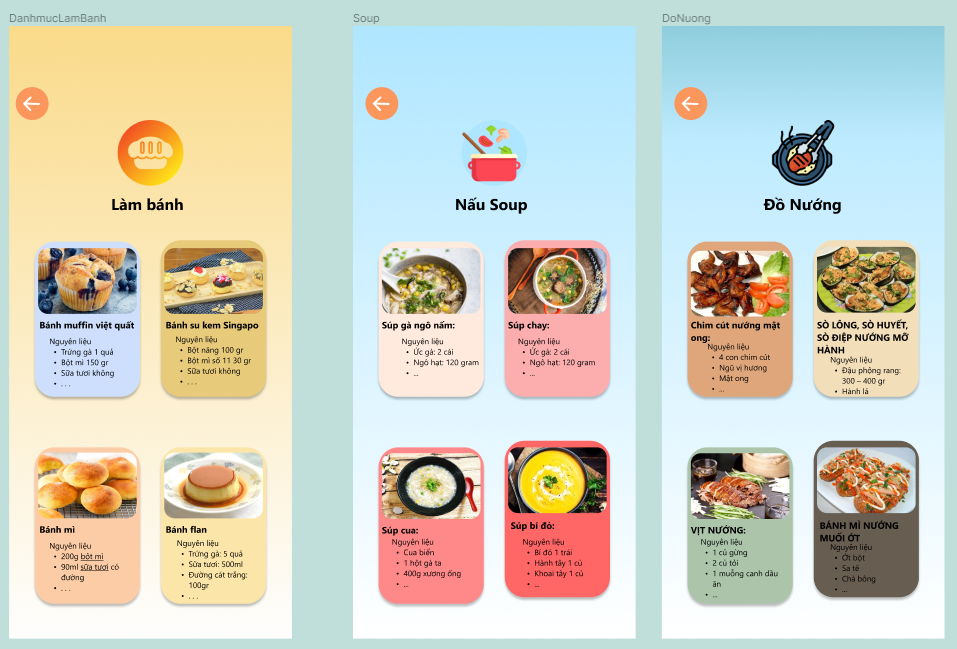 DanhmucLamBanh
Làm bánh
Bánh muffin việt quất
Nguyên liệu
• Trứng gà 1 quả
• Bột mì 150 gr
• Sữa tươi không
• . . .
Bánh su kem Singapo
Nguyên liệu
• Bột năng 100 gr
• Bột mì số 11 30 gr
• Sữa tươi không
• . . .
Bánh mì
Nguyên liệu
• 200g bột mì
• 90ml sữa tươi có
đường
• . . .
Bánh flan
Nguyên liệu
• Trứng gà: 5 quả
• Sữa tươi: 500ml
• Đường cát trắng:
100gr
• . . .
Soup
Nấu Soup
Súp gà ngô nấm:
Nguyên liệu
• Ức gà: 2 cái
• Ngô hạt: 120 gram
• ...
Súp chay:
Nguyên liệu
• Ức gà: 2 cái
• Ngô hạt: 120 gram
• ...
Súp cua:
Nguyên liệu
• Cua biển
• 1 hột gà ta
• 400g xương ống
• ...
Súp bí đỏ:
Nguyên liệu
• Bí đỏ 1 trái
• Hành tây 1 củ
• Khoai tây 1 củ
• ...
DoNuong
Đồ Nướng
Chim cút nướng mật
ong:
Nguyên liệu
• 4 con chim cút
• Ngũ vị hương
• Mật ong
• ...
SÒ LÔNG, SÒ HUYẾT,
SÒ ĐIỆP NƯỚNG MỠ
HÀNH
Nguyên liệu
• Đậu phộng rang:
300 – 400 gr
• Hành lá
VỊT NƯỚNG:
Nguyên liệu
• 1 củ gừng
• 2 củ tỏi
• 1 muỗng canh dầu
ăn
• ...
BÁNH MÌ NƯỚNG
MUỐI ỚT
Nguyên liệu
• Ớt bột
• Sa tế
• Chà bông
• ...